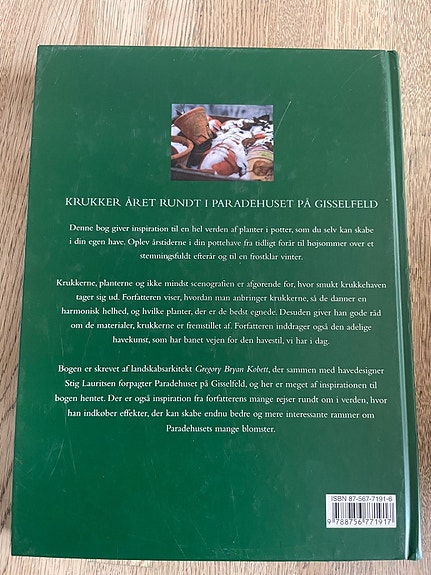 KRUKKER ÅRET RUNDT I PARADEHUSET PÅ GISSELFELD
Denne bog giver inspiration til en hel verden af planter i potter, som du selv kan skabe
i din egen have. Oplev årstiderne i din pottehave fra tidligt forår til højsommer over et
stemningsfuldt efterår og til en frostklar vinter.
Krukkerne, planterne og ikke mindst scenografien er afgørende for, hvor smukt krukkehaven
tager sig ud. Forfatteren viser, hvordan man anbringer krukkerne, så de danner en
harmonisk helhed, og hvilke planter, der er de bedst egnede. Desuden giver han gode råd
om de materialer, krukkerne er fremstillet af. Forfatteren inddrager også den adelige
havekunst, som har banet vejen for den havestil, vi har i dag.
Bogen er skrevet af landskabsarkitekt Gregory Bryan Kobett, der sammen med havedesigner
Stig Lauritsen forpagter Paradehuset på Gisselfeld, og her er meget af inspirationen til
bogen hentet. Der er også inspiration fra forfatterens mange rejser rundt om i verden, hvor
han indkøber effekter, der kan skabe endnu bedre og mere interessante rammer om
Paradehusets mange blomster.
ISBN 87-567-7191-6
9 788756 771917